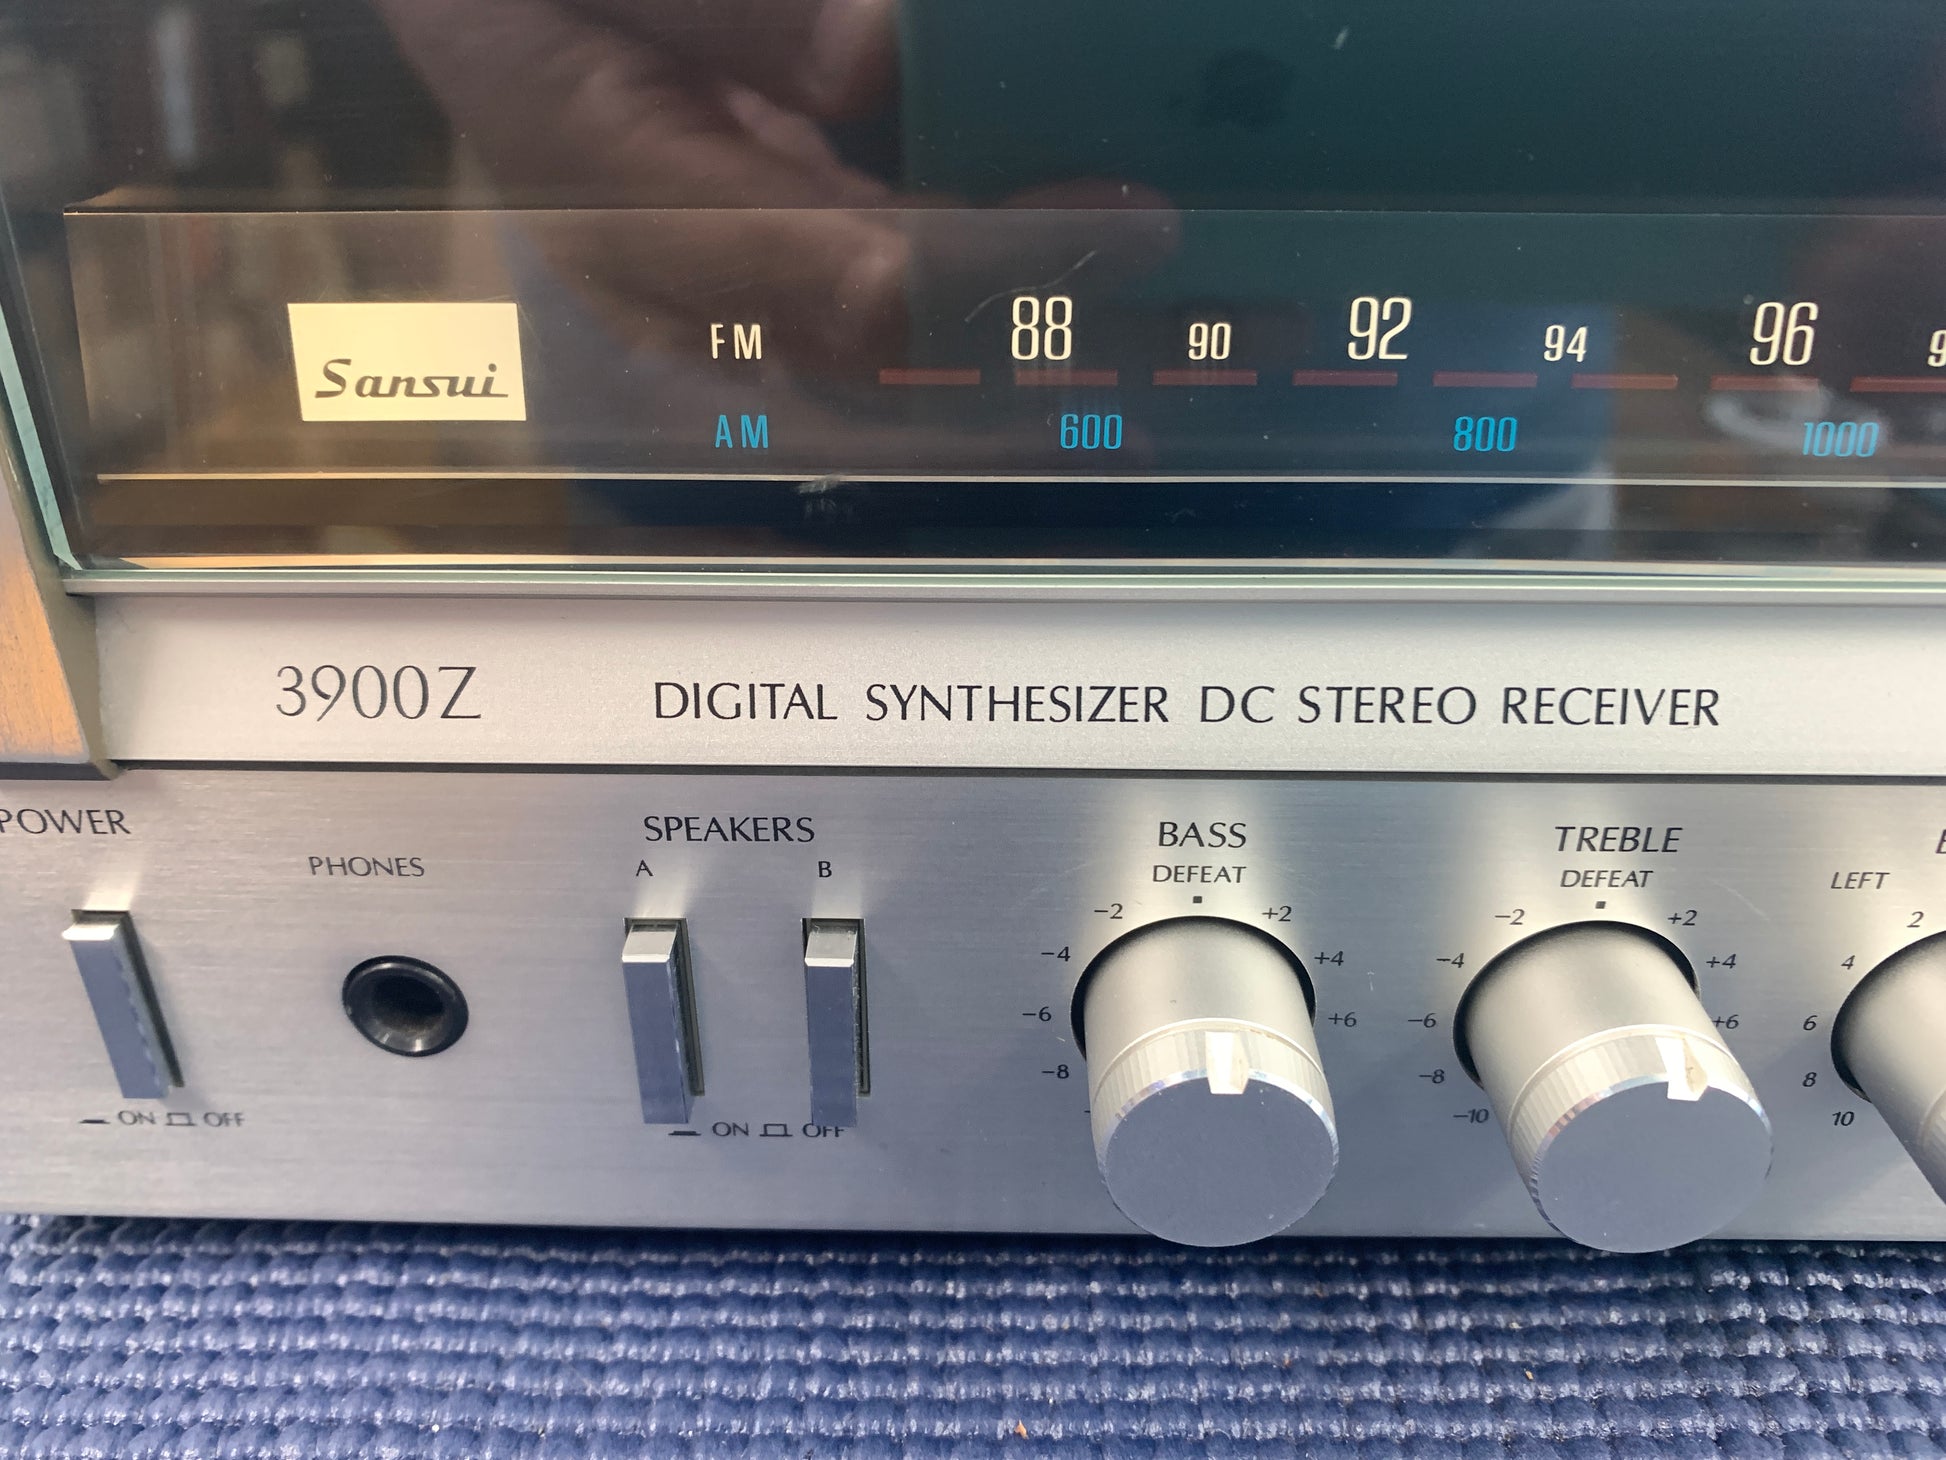 Sansui
FM 88 90 92 94 96
AM 600 800 1000
3900Z DIGITAL SYNTHESIZER DC STEREO RECEIVER
POWER
ON OFF
PHONES
SPEAKERS
A B
ON OFF
BASS
DEFEAT
-2 +2
-4 +4
-6 +6
-8
TREBLE
DEFEAT
-2 +2
-4 +4
-6 +6
-8
-10
LEFT
2
4
6
8
10